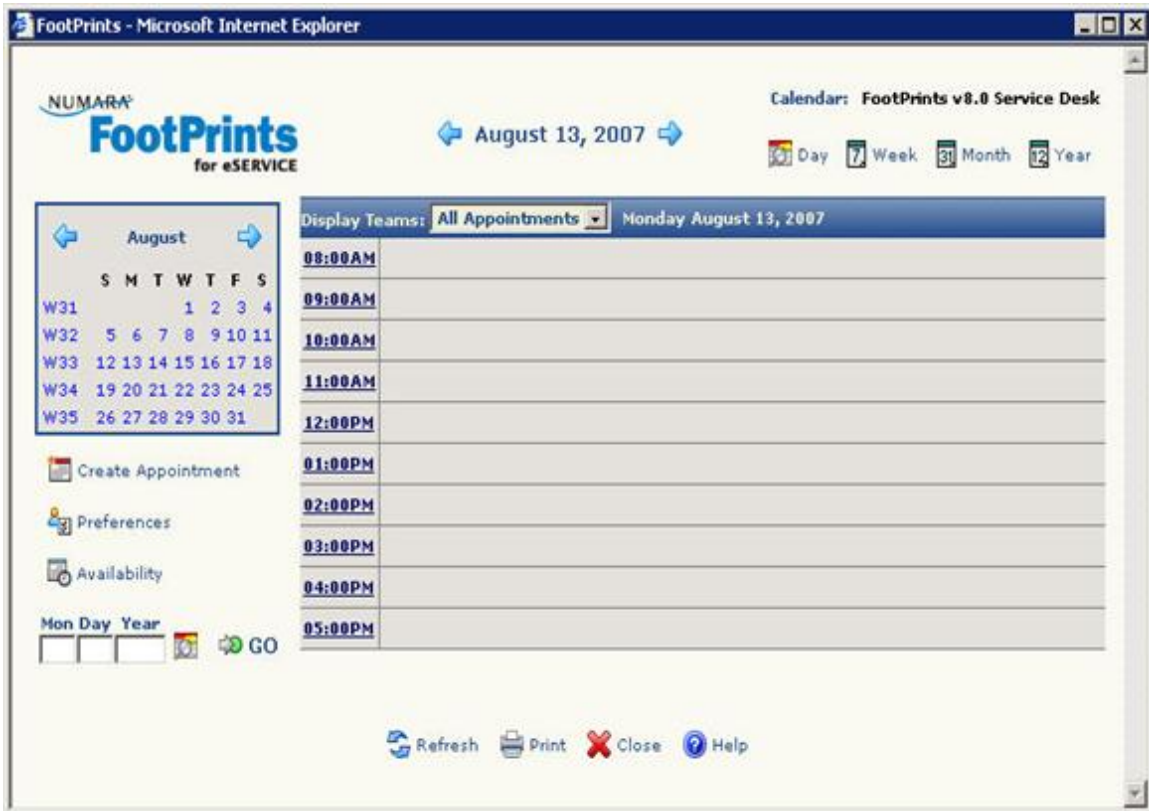 FootPrints - Microsoft Internet Explorer
NUMARA
FootPrints
for eSERVICE
August 13, 2007
Calendar: FootPrints v8.0 Service Desk
Day Week Month Year
7 31 12
August
S M T W T F S
W31 1 2 3 4
W32 5 6 7 8 9 10 11
W33 12 13 14 15 16 17 18
W34 19 20 21 22 23 24 25
W35 26 27 28 29 30 31
Create Appointment
Preferences
Availability
Mon Day Year
GO
Display Teams: All Appointments Monday August 13, 2007
08:00AM
09:00AM
10:00AM
11:00AM
12:00PM
01:00PM
02:00PM
03:00PM
04:00PM
05:00PM
Refresh Print Close Help